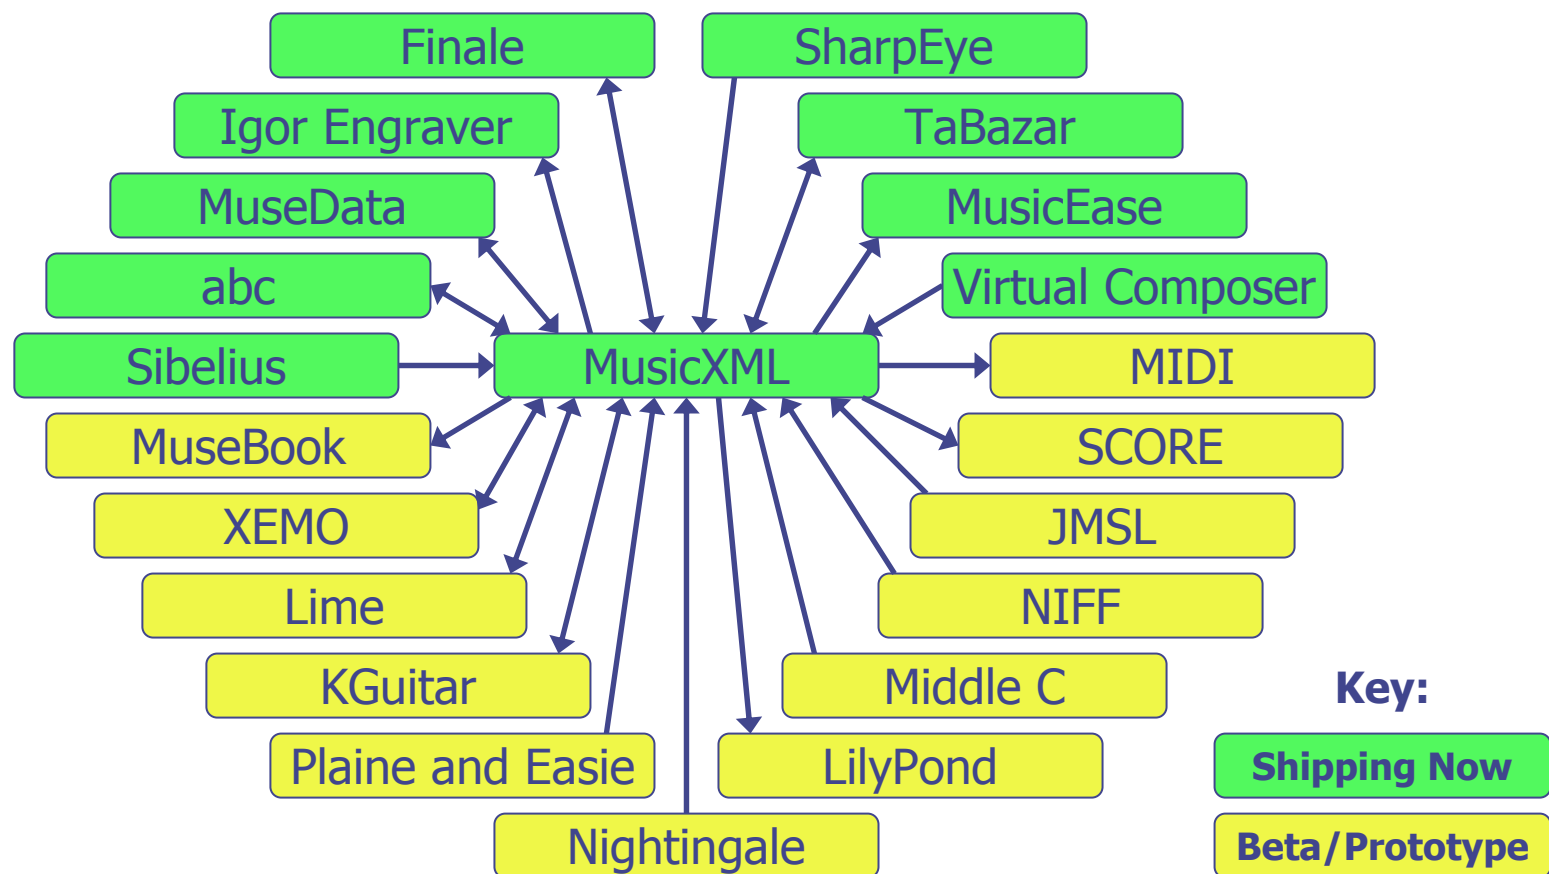 Finale
SharpEye
Igor Engraver
TaBazar
MuseData
MusicEase
abc
Virtual Composer
Sibelius
MusicXML
MIDI
MuseBook
SCORE
XEMO
JMSL
Lime
NIFF
KGuitar
Middle C
Key:
Plaine and Easie
LilyPond
Shipping Now
Nightingale
Beta/Prototype